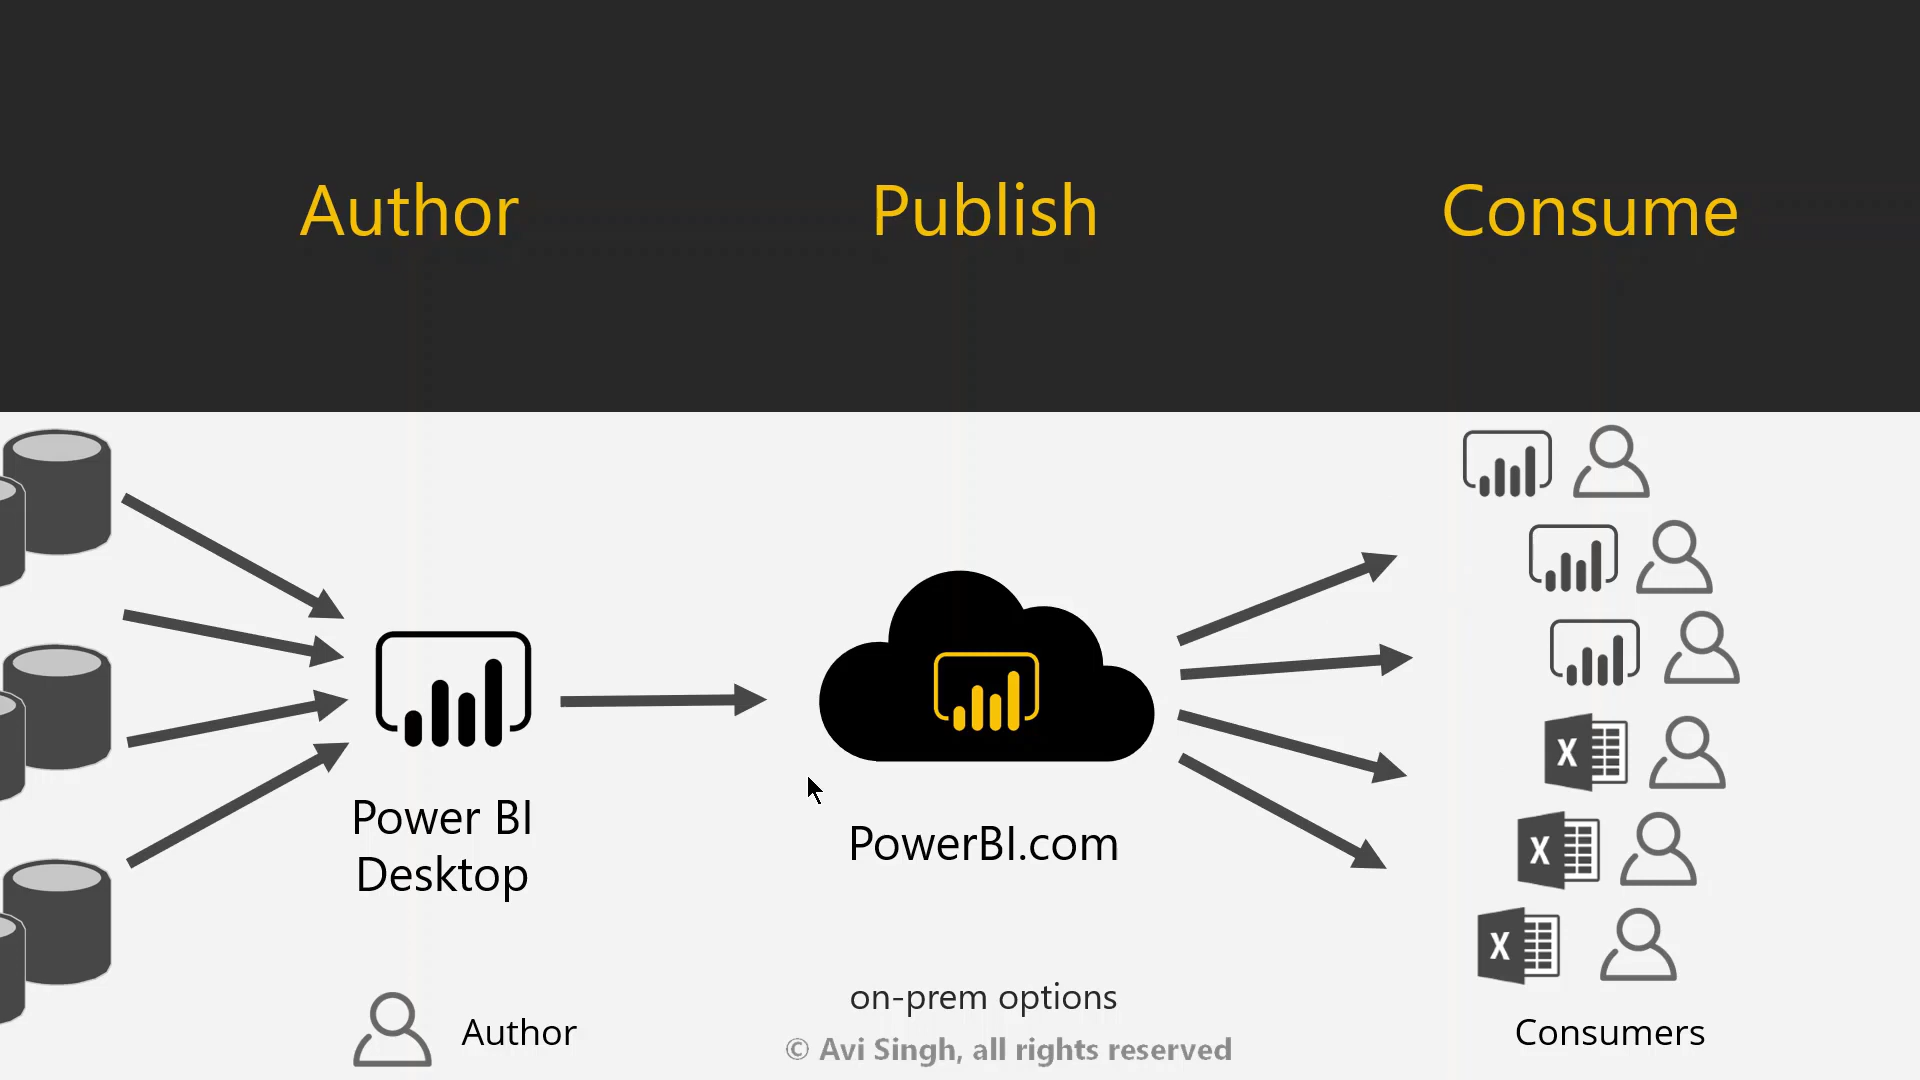 Author
Publish
Consume
Power BI
Desktop
PowerBI.com
X
X
X
on-prem options
Author
© Avi Singh, all rights reserved
Consumers